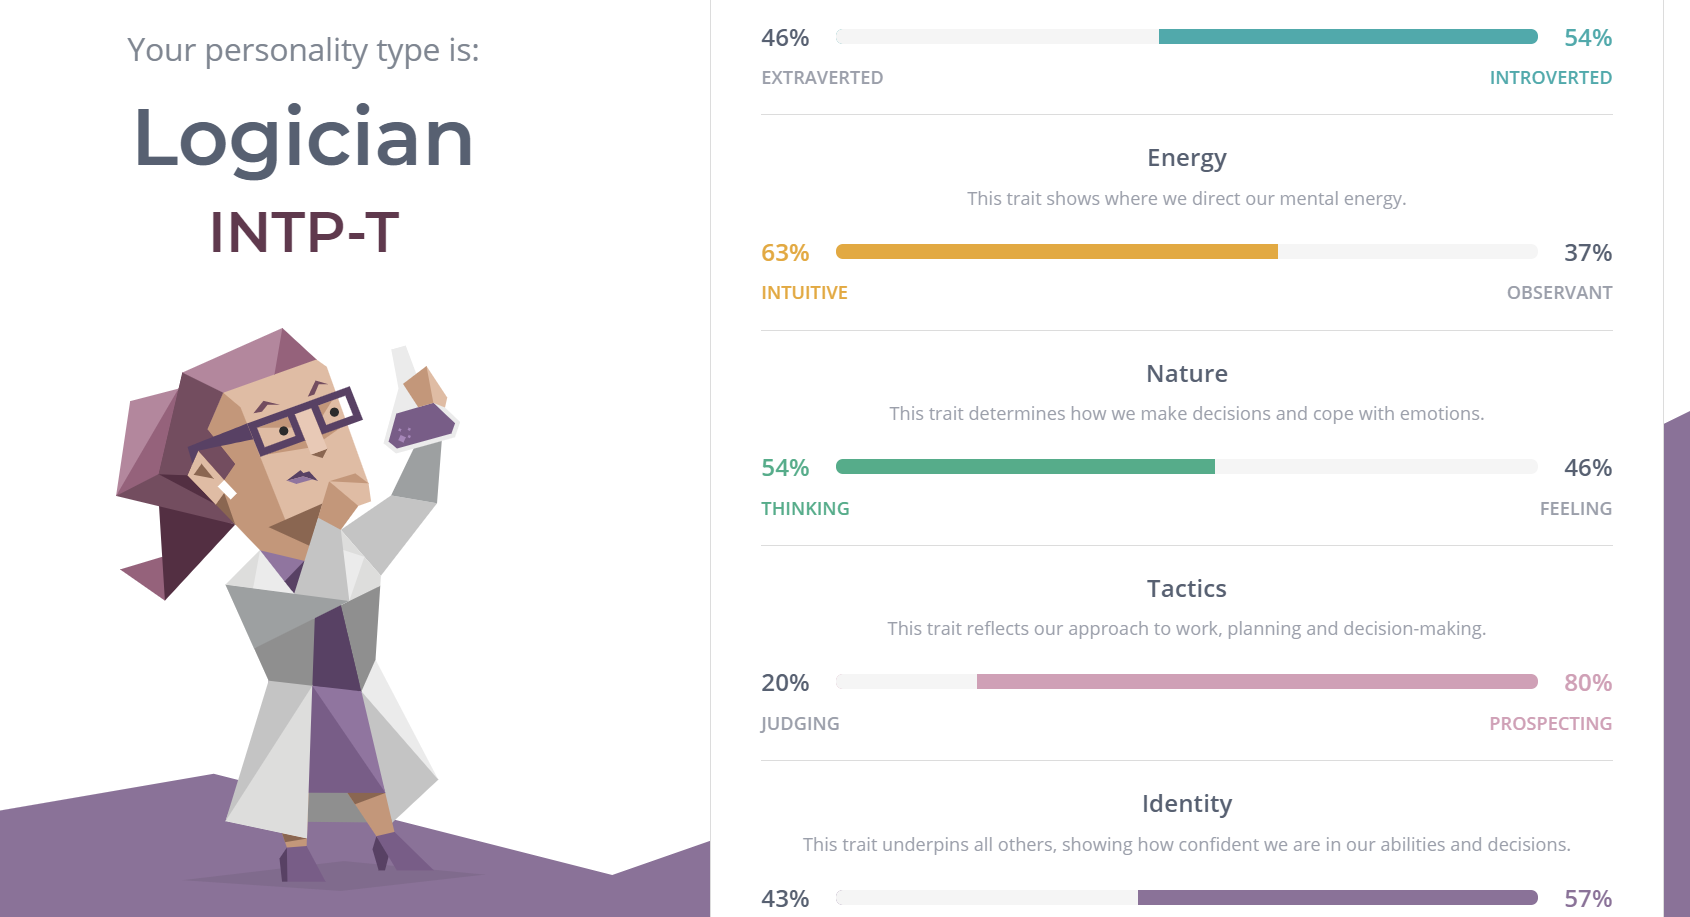 Your personality type is:
Logician
INTP-T
46% 54%
EXTRAVERTED INTROVERTED
Energy
This trait shows where we direct our mental energy.
63% 37%
INTUITIVE OBSERVANT
Nature
This trait determines how we make decisions and cope with emotions.
54% 46%
THINKING FEELING
Tactics
This trait reflects our approach to work, planning and decision-making.
20% 80%
JUDGING PROSPECTING
Identity
This trait underpins all others, showing how confident we are in our abilities and decisions.
43% 57%